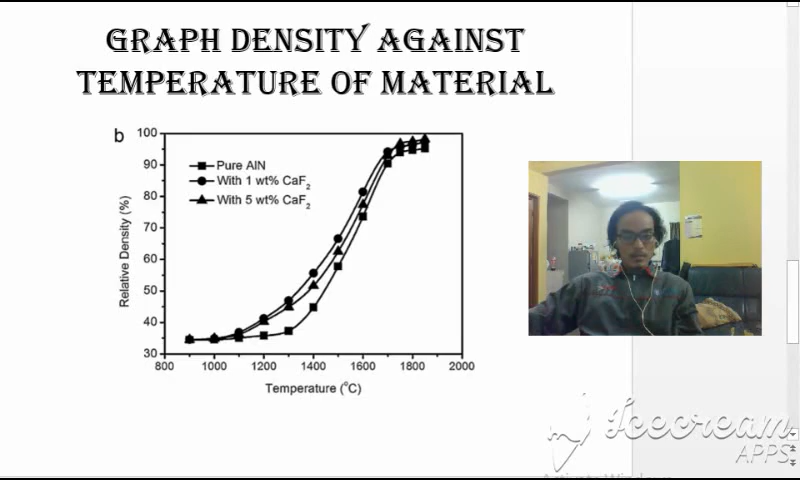 GRAPH DENSITY AGAINST
TEMPERATURE OF MATERIAL
b
100
90
80
70
60
50
40
30
Relative Density (%)
Pure AlN
With 1 wt% CaF₂
With 5 wt% CaF₂
800 1000 1200 1400 1600 1800 2000
Temperature (°C)
Icecream
APPS